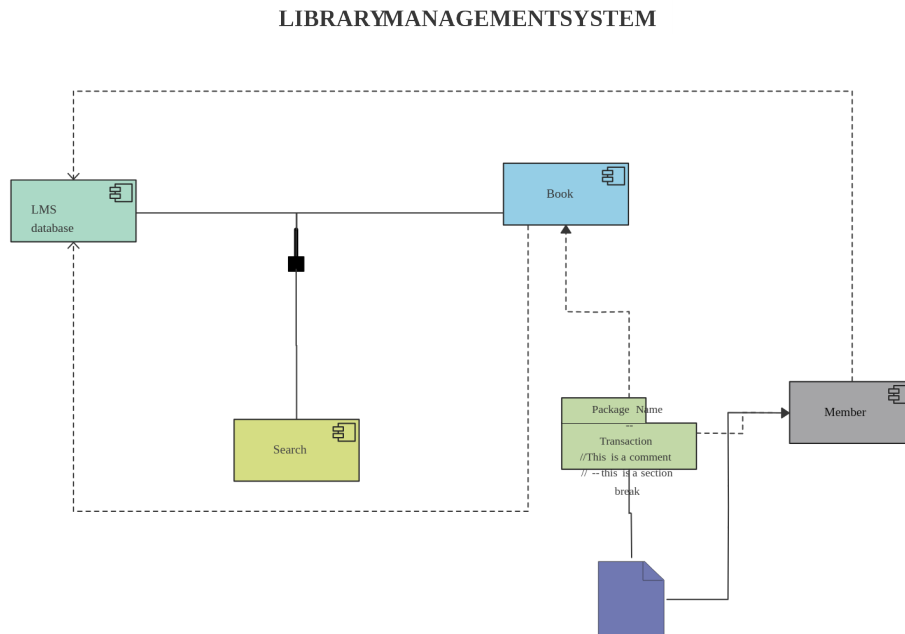 LIBRARYMANAGEMENTSYSTEM
LMS
database
Book
Search
Package Name
--
Transaction
//This is a comment
// -- this is a section
break
Member